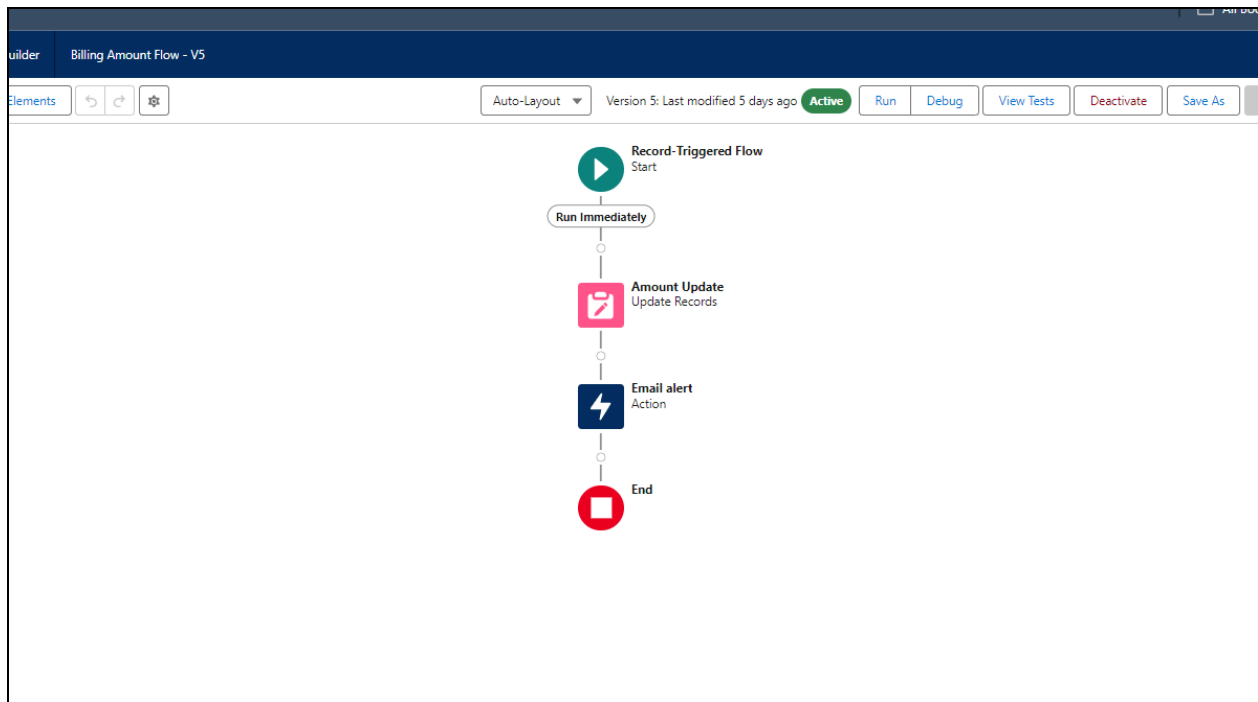 uilder
Billing Amount Flow - V5
Elements
Auto-Layout
Version 5: Last modified 5 days ago
Active
Run
Debug
View Tests
Deactivate
Save As
Record-Triggered Flow
Start
Run Immediately
Amount Update
Update Records
Email alert
Action
End